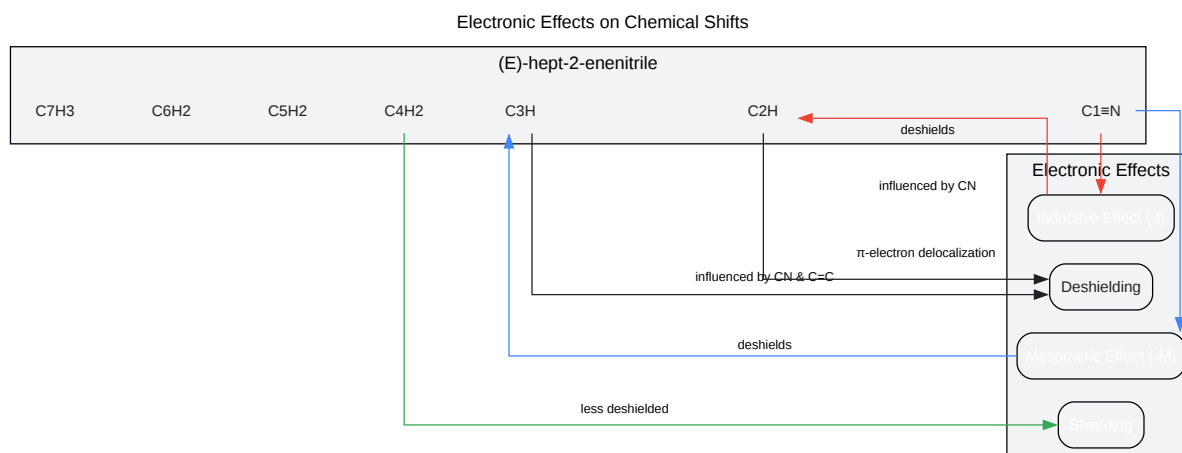 Electronic Effects on Chemical Shifts
(E)-hept-2-enenitrile
C7H3
C6H2
C5H2
C4H2
C3H
C2H
C1≡N
deshields
Electronic Effects
influenced by CN
Inductive Effect (-I)
π-electron delocalization
influenced by CN & C=C
Deshielding
deshields
Mesomeric Effect (-M)
less deshielded
Shielding